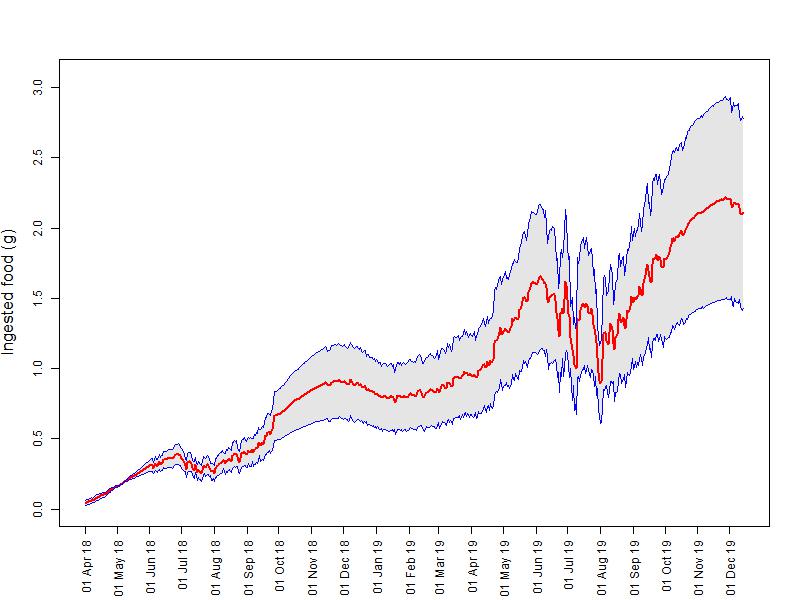 Ingested food (g)
3.0
2.5
2.0
1.5
1.0
0.5
0.0
01 Apr 18
01 May 18
01 Jun 18
01 Jul 18
01 Aug 18
01 Sep 18
01 Oct 18
01 Nov 18
01 Dec 18
01 Jan 19
01 Feb 19
01 Mar 19
01 Apr 19
01 May 19
01 Jun 19
01 Jul 19
01 Aug 19
01 Sep 19
01 Oct 19
01 Nov 19
01 Dec 19